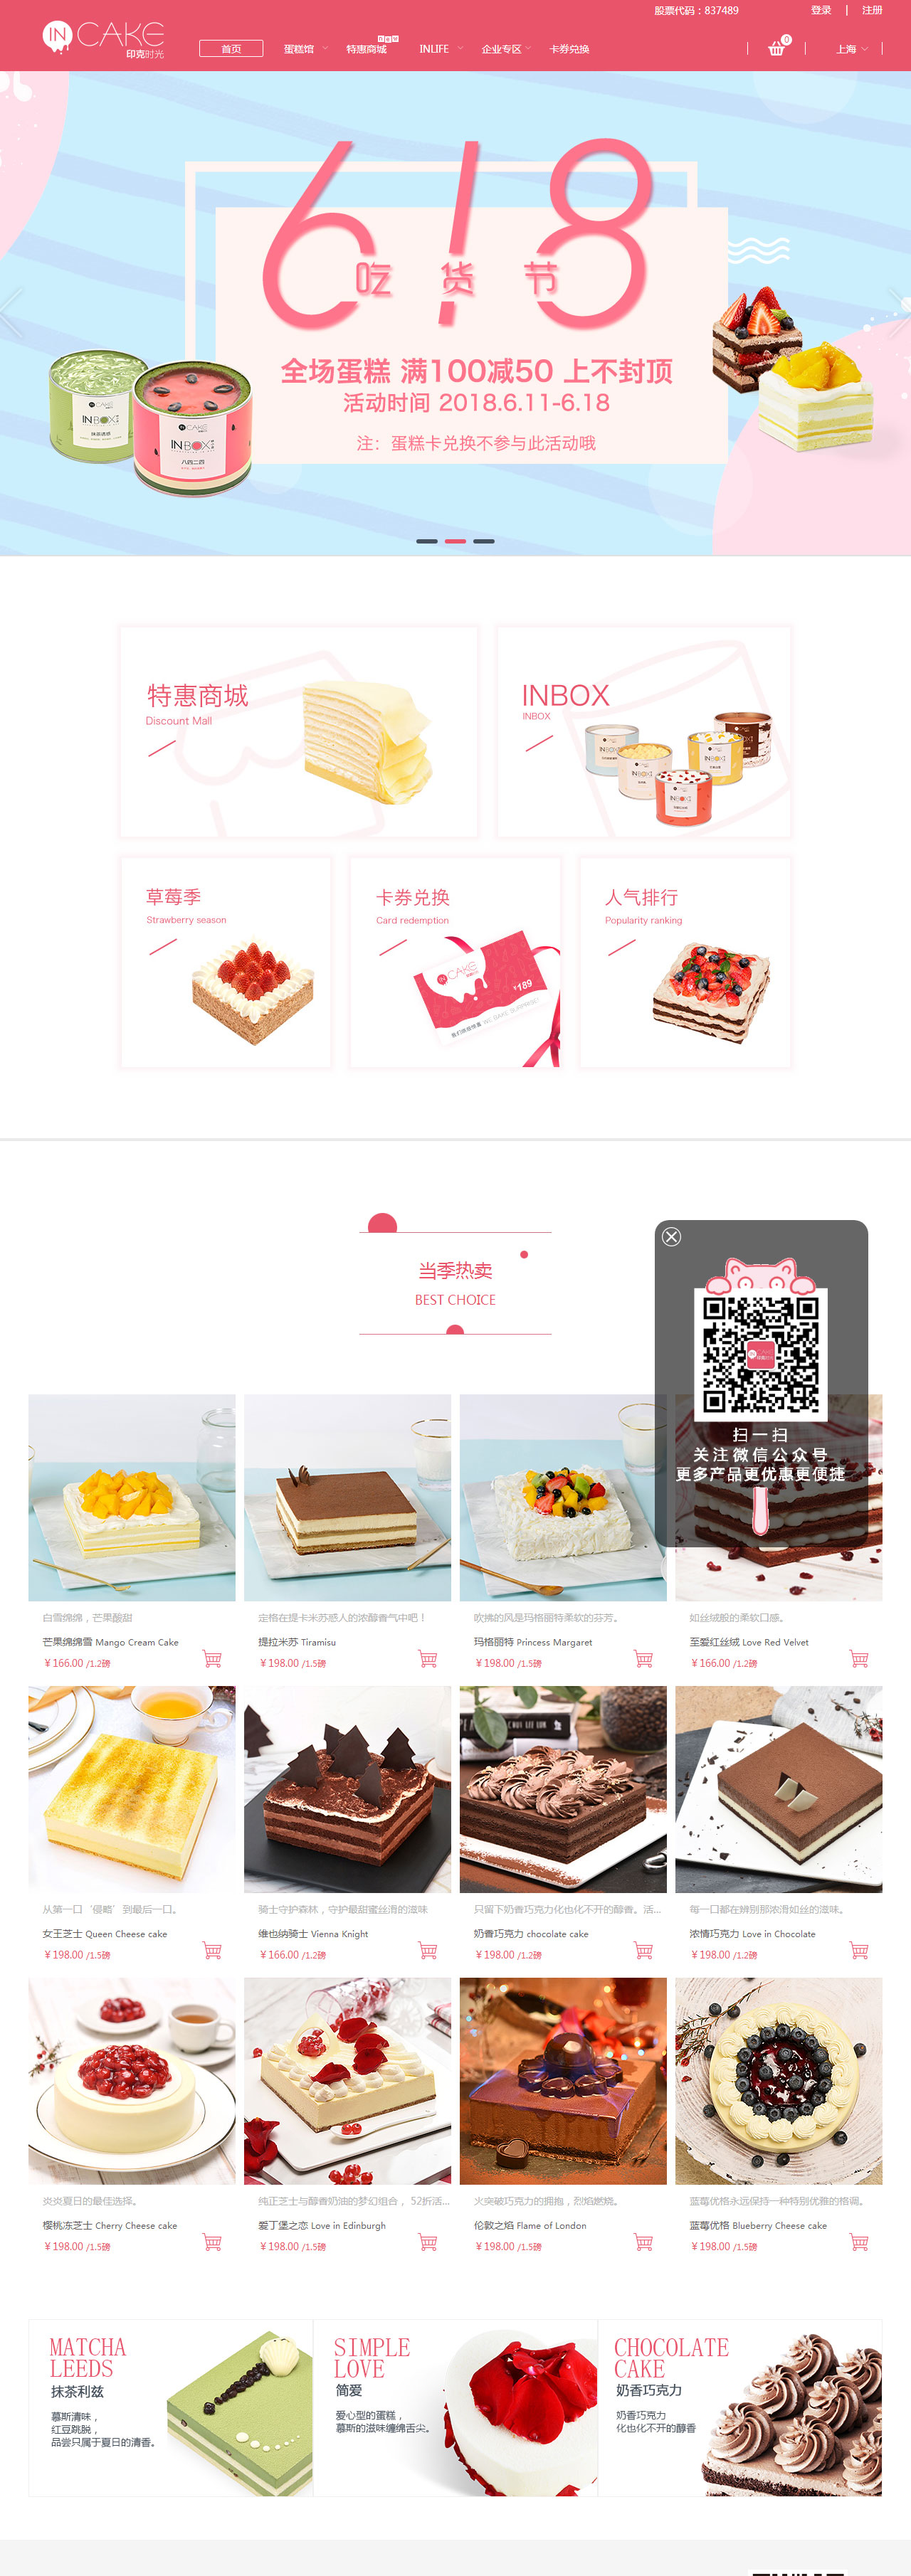 股票代码：837489
登录
注册
IN CAKE
印克时光
首页
蛋糕馆
特惠商城
INLIFE
企业专区
卡券兑换
0
上海
618
吃货节
全场蛋糕 满100减50 上不封顶
活动时间 2018.6.11-6.18
注：蛋糕卡兑换不参与此活动哦
INBOX
抹茶诱惑
INBOX
八四二四
特惠商城
Discount Mall
INBOX
INBOX
草莓季
Strawberry season
卡券兑换
Card redemption
IN CAKE
¥189
人气排行
Popularity ranking
当季热卖
BEST CHOICE
扫一扫
关注微信公众号
更多产品更优惠更便捷
白雪绵绵，芒果酸甜
芒果绵绵雪 Mango Cream Cake
￥166.00 /1.2磅
定格在提卡米苏感人的浓醇香气中吧！
提拉米苏 Tiramisu
￥198.00 /1.5磅
吹拂的风是玛格丽特柔软的芬芳。
玛格丽特 Princess Margaret
￥198.00 /1.5磅
如丝绒般的柔软口感。
至爱红丝绒 Love Red Velvet
￥166.00 /1.2磅
从第一口‘侵略’到最后一口。
女王芝士 Queen Cheese cake
￥198.00 /1.5磅
骑士守护森林，守护最甜蜜丝滑的滋味
维也纳骑士 Vienna Knight
￥166.00 /1.2磅
只留下奶香巧克力化也化不开的醇香。活...
奶香巧克力 chocolate cake
￥198.00 /1.2磅
每一口都在辨别那浓滑如丝的滋味。
浓情巧克力 Love in Chocolate
￥198.00 /1.2磅
炎炎夏日的最佳选择。
樱桃冻芝士 Cherry Cheese cake
￥198.00 /1.5磅
纯正芝士与醇香奶油的梦幻组合， 52折活...
爱丁堡之恋 Love in Edinburgh
￥198.00 /1.5磅
火突破巧克力的拥抱，烈焰燃烧。
伦敦之焰 Flame of London
￥198.00 /1.5磅
蓝莓优格永远保持一种特别优雅的格调。
蓝莓优格 Blueberry Cheese cake
￥198.00 /1.5磅
MATCHA
LEEDS
抹茶利兹
慕斯清味，
红豆跳脱，
品尝只属于夏日的清香。
SIMPLE
LOVE
简爱
爱心型的蛋糕，
慕斯的滋味缠绵舌尖。
CHOCOLATE
CAKE
奶香巧克力
奶香巧克力
化也化不开的醇香